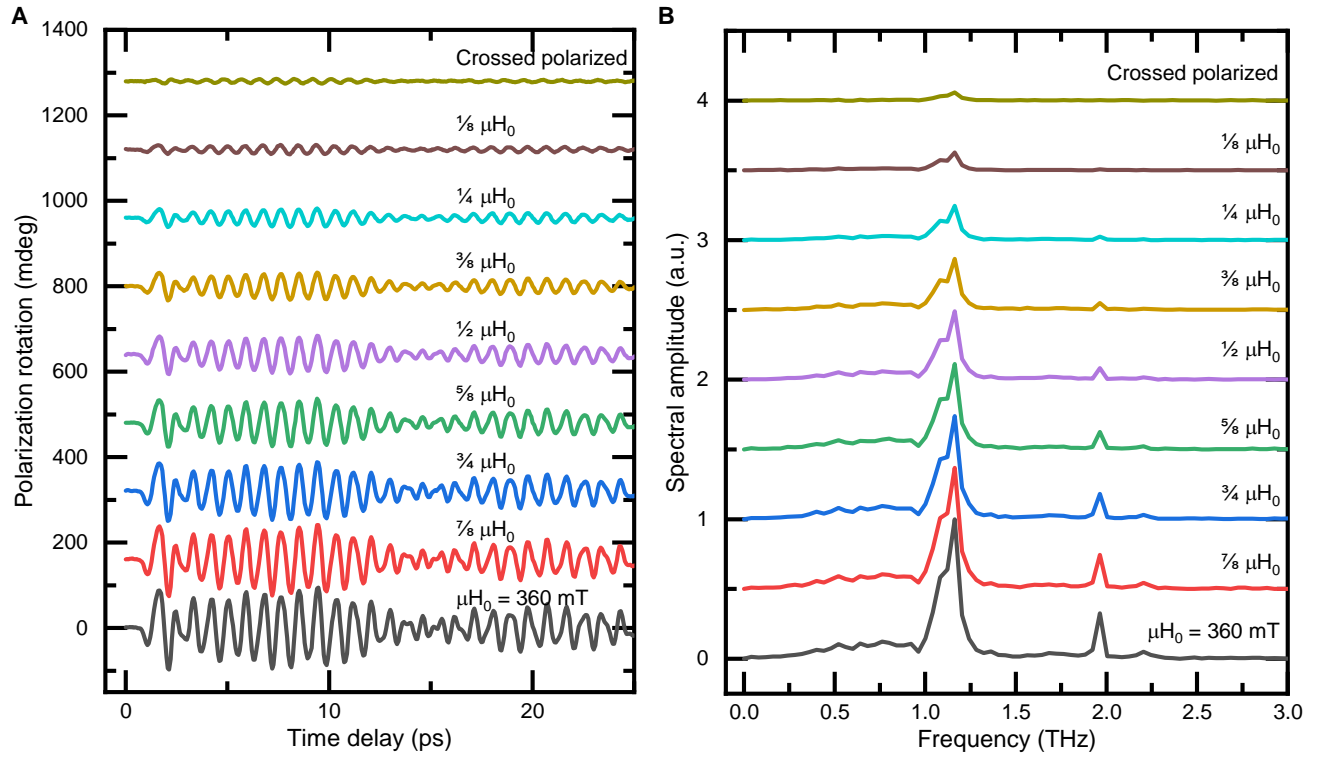 A
1400
1200
1000
800
600
400
200
0
Polarization rotation (mdeg)
Crossed polarized
⅛ μH₀
¼ μH₀
⅜ μH₀
½ μH₀
⅝ μH₀
¾ μH₀
⅞ μH₀
μH₀ = 360 mT
0
10
20
Time delay (ps)
B
4
3
2
1
0
Spectral amplitude (a.u.)
Crossed polarized
⅛ μH₀
¼ μH₀
⅜ μH₀
½ μH₀
⅝ μH₀
¾ μH₀
⅞ μH₀
μH₀ = 360 mT
0.0
0.5
1.0
1.5
2.0
2.5
3.0
Frequency (THz)